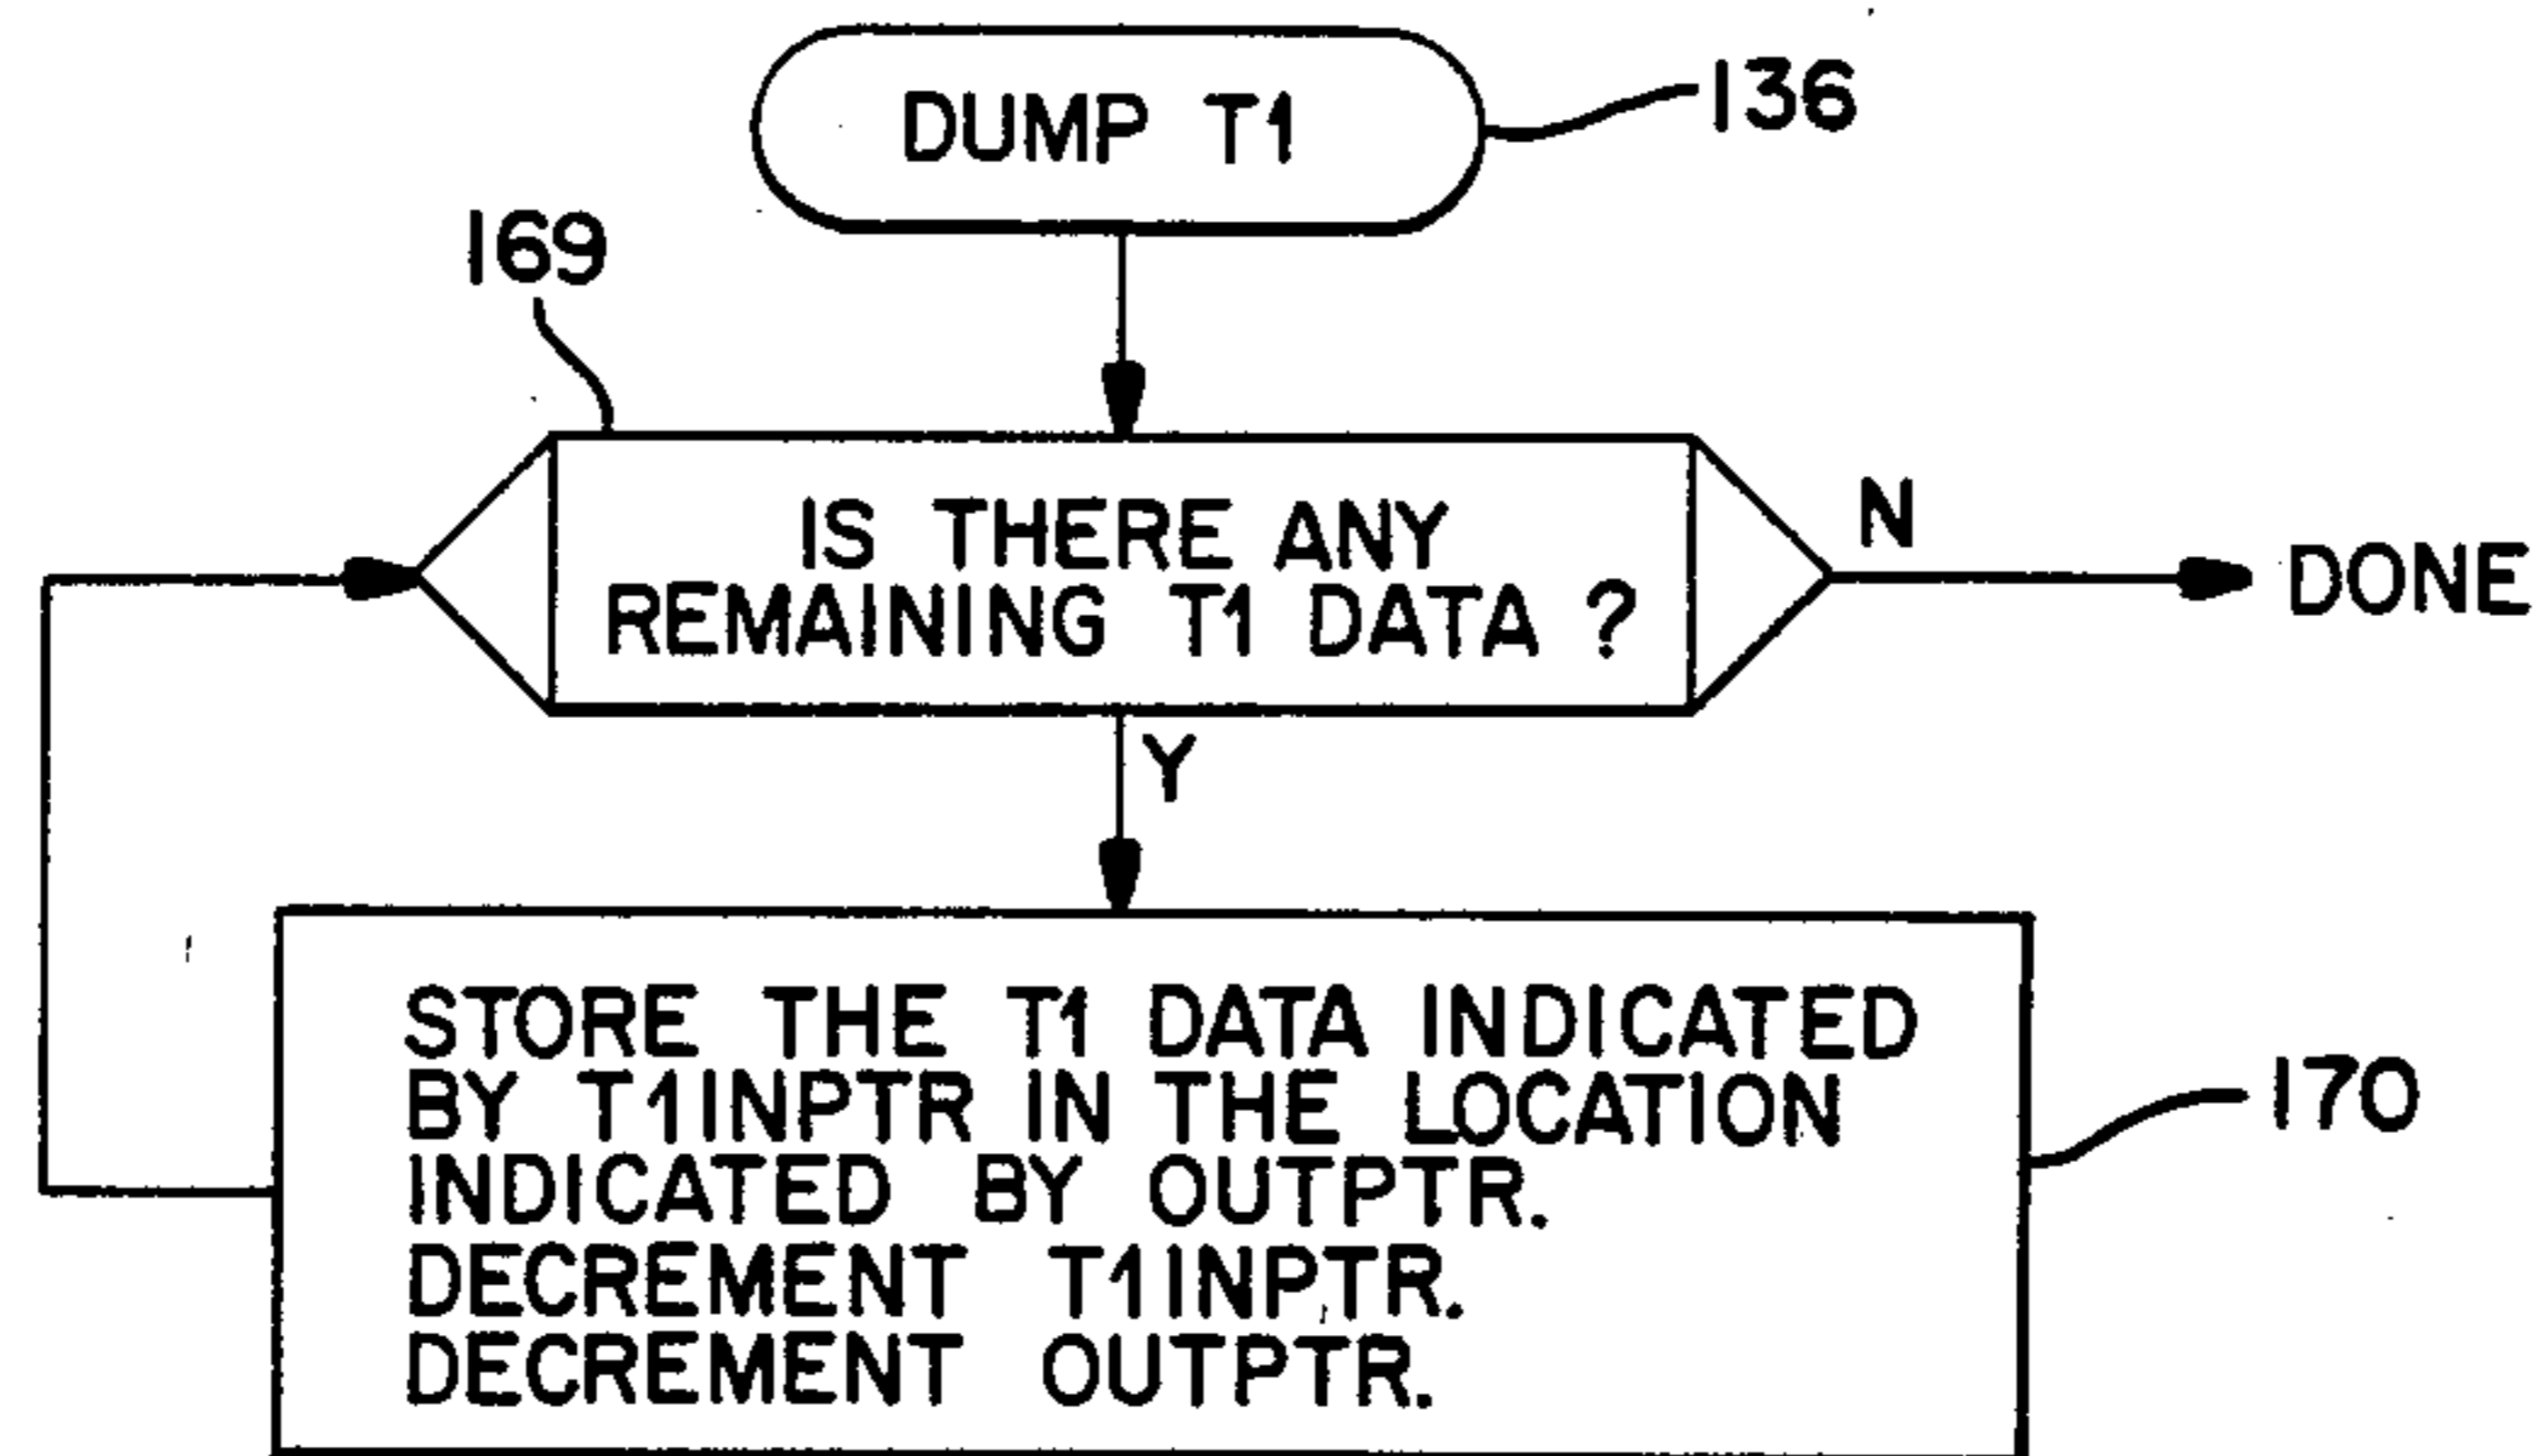 DUMP T1
136
169
IS THERE ANY
REMAINING T1 DATA ?
N
DONE
Y
STORE THE T1 DATA INDICATED
BY T1INPTR IN THE LOCATION
INDICATED BY OUTPTR.
DECREMENT T1INPTR.
DECREMENT OUTPTR.
170